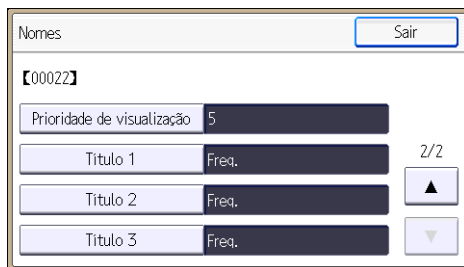 Nomes
Sair
【00022】
Prioridade de visualização 5
Título 1 Freq.
2/2
Título 2 Freq.
Título 3 Freq.